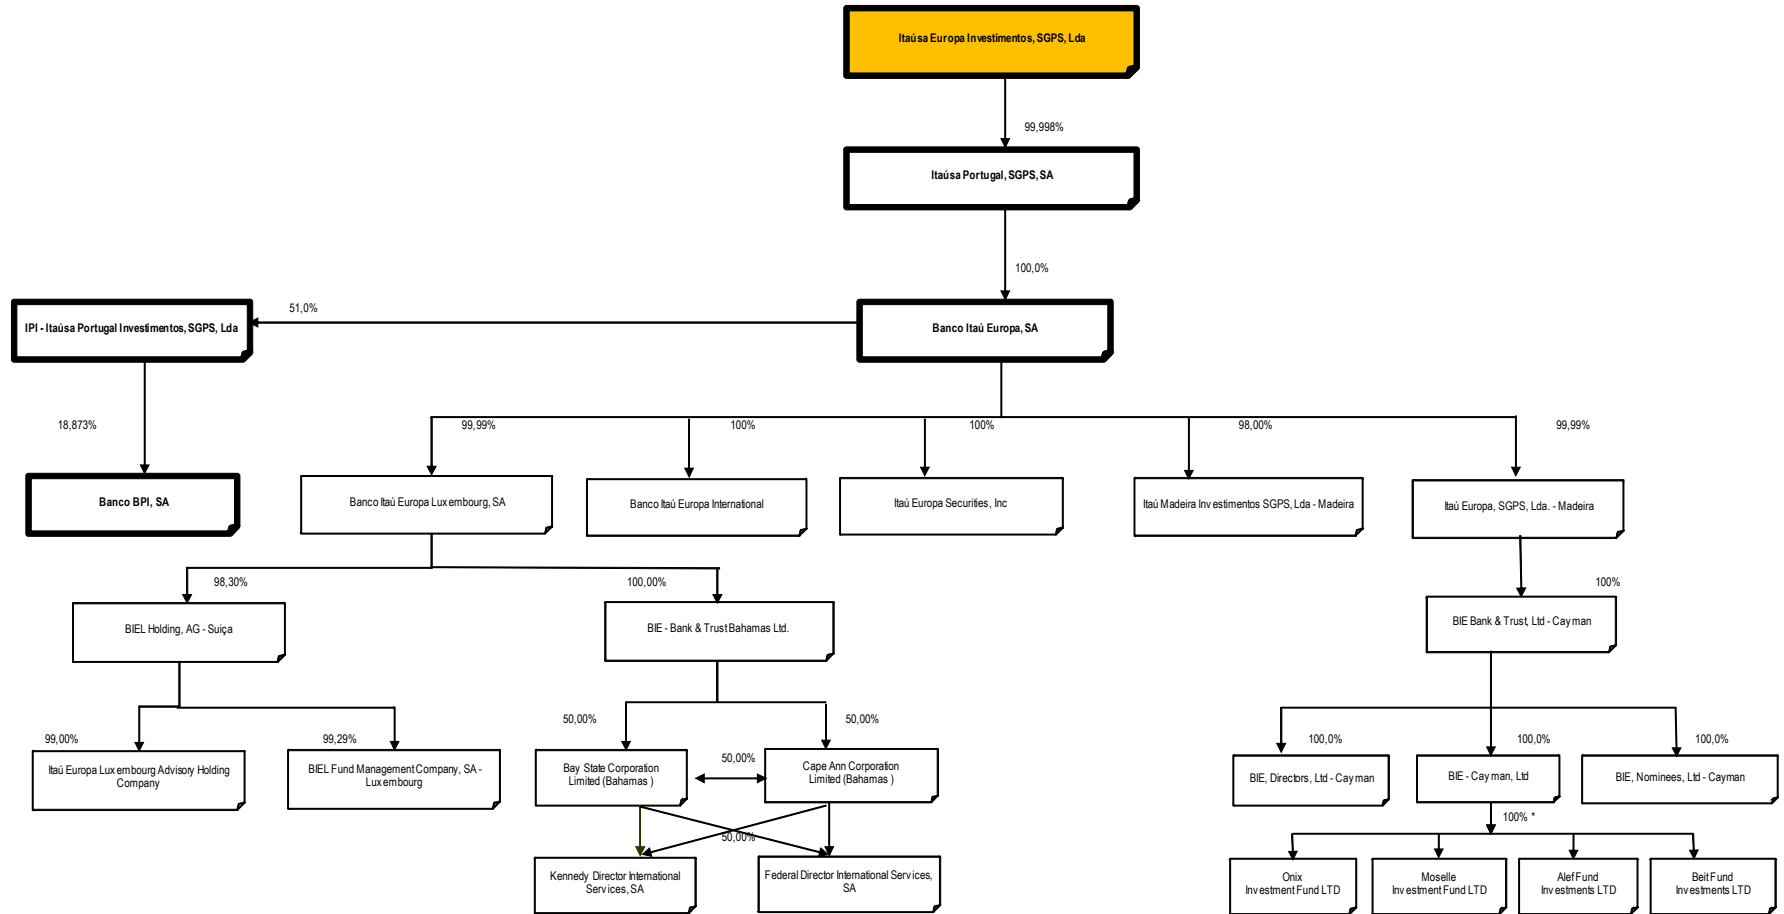 Itaúsa Europa Investimentos, SGPS, Lda
99,998%
Itaúsa Portugal, SGPS, SA
100,0%
51,0%
IPI - Itaúsa Portugal Investimentos, SGPS, Lda
Banco Itaú Europa, SA
18,873%
99,99%
100%
100%
98,00%
99,99%
Banco BPI, SA
Banco Itaú Europa Luxembourg, SA
Banco Itaú Europa International
Itaú Europa Securities, Inc
Itaú Madeira Investimentos SGPS, Lda - Madeira
Itaú Europa, SGPS, Lda. - Madeira
98,30%
100,00%
100%
BIEL Holding, AG - Suiça
BIE - Bank & Trust Bahamas Ltd.
BIE Bank & Trust, Ltd - Cayman
50,00%
50,00%
99,00%
99,29%
100,0%
100,0%
100,0%
Itaú Europa Luxembourg Advisory Holding
Company
BIEL Fund Management Company, SA -
Luxembourg
Bay State Corporation
Limited (Bahamas )
50,00%
Cape Ann Corporation
Limited (Bahamas )
BIE, Directors, Ltd - Cayman
BIE - Cayman, Ltd
BIE, Nominees, Ltd - Cayman
100% *
50,00%
Kennedy Director International
Services, SA
Federal Director International Services,
SA
Onix
Investment Fund LTD
Moselle
Investment Fund LTD
Alef Fund
Investments LTD
Beit Fund
Investments LTD